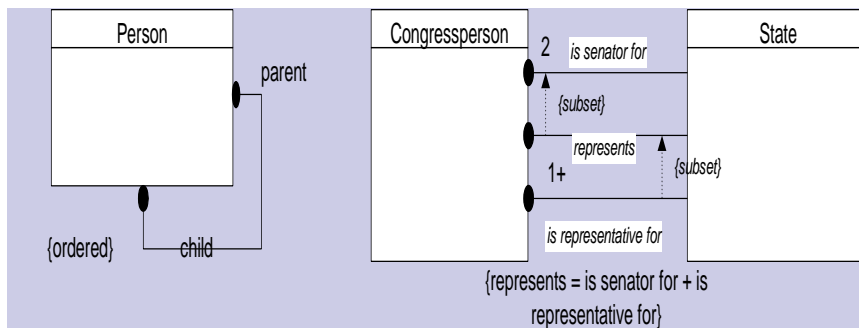 Person
parent
{ordered}
child
Congressperson
State
2
is senator for
{subset}
represents
1+
{subset}
is representative for
{represents = is senator for + is
representative for}